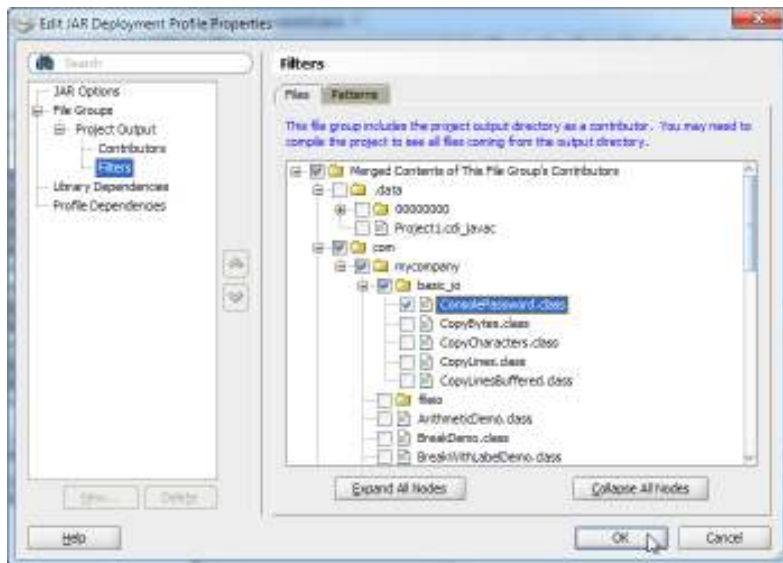 Edit JAR Deployment Profile Properties
Search
JAR Options
File Groups
Project Output
Contributors
Filters
Library Dependencies
Profile Dependencies
New...
Delete
Filters
Files
Patterns
This file group includes the project output directory as a contributor. You may need to
compile the project to see all files coming from the output directory.
Merged Contents of This File Group's Contributors
.data
00000000
Project1.cdi_javac
com
mycompany
basic_io
ConsolePassword.class
CopyBytes.class
CopyCharacters.class
CopyLines.class
CopyLinesBuffered.class
fileio
ArithmeticDemo.class
BreakDemo.class
BreakWithLabelDemo.class
Expand All Nodes
Collapse All Nodes
Help
OK
Cancel